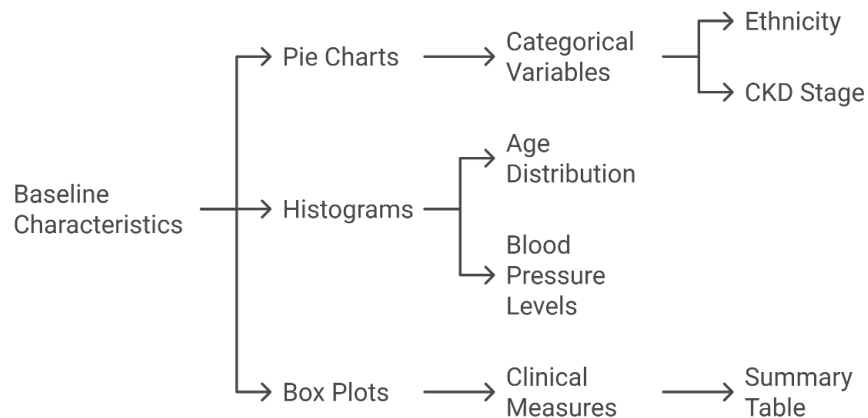 Baseline
Characteristics
Pie Charts
Categorical
Variables
Ethnicity
CKD Stage
Histograms
Age
Distribution
Blood
Pressure
Levels
Box Plots
Clinical
Measures
Summary
Table